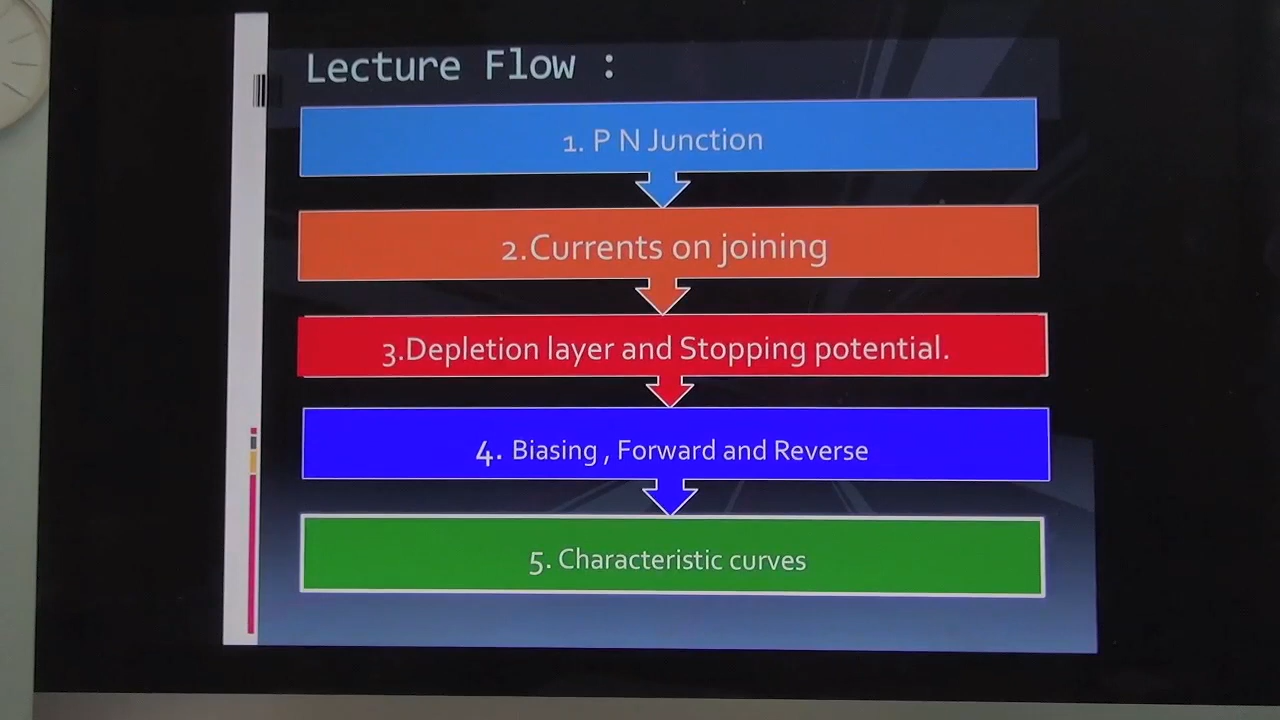 Lecture Flow :
1. P N Junction
2.Currents on joining
3.Depletion layer and Stopping potential.
4. Biasing , Forward and Reverse
5. Characteristic curves